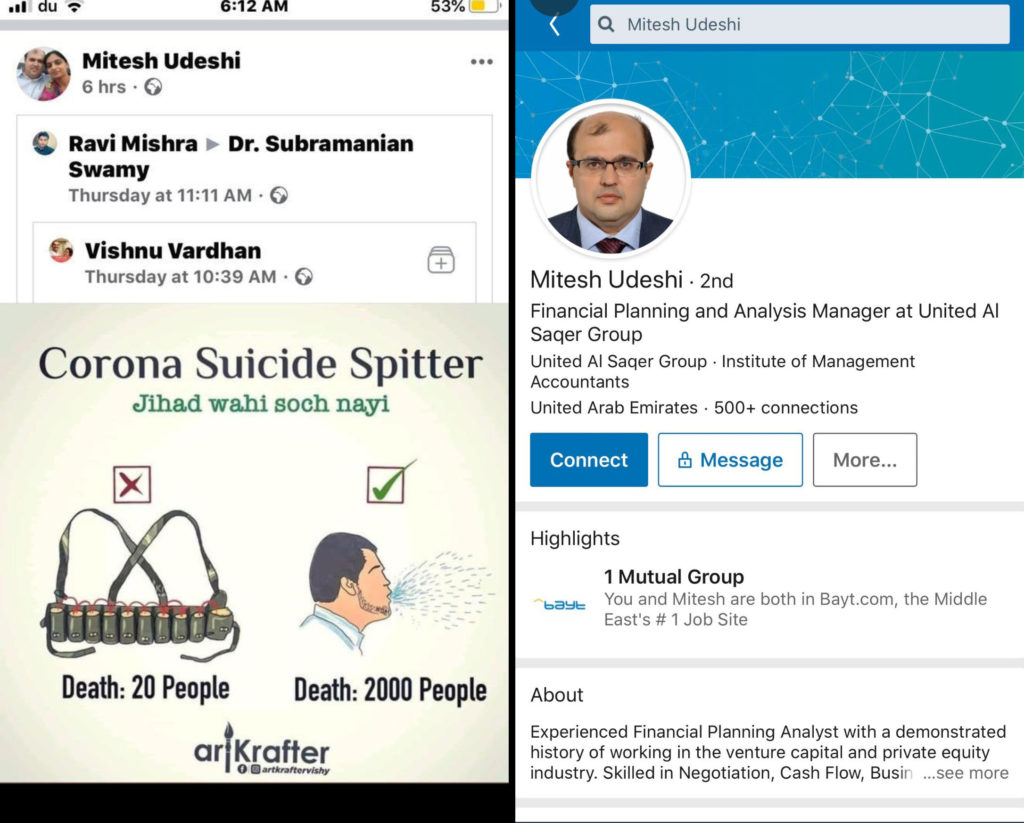 du
6:12 AM
53%
Mitesh Udeshi
6 hrs ·
Ravi Mishra ▶ Dr. Subramanian
Swamy
Thursday at 11:11 AM ·
Vishnu Vardhan
Thursday at 10:39 AM ·
Corona Suicide Spitter
Jihad wahi soch nayi
Death: 20 People
Death: 2000 People
artKrafter
artkraftervishy
Mitesh Udeshi
Mitesh Udeshi · 2nd
Financial Planning and Analysis Manager at United Al
Saqer Group
United Al Saqer Group · Institute of Management
Accountants
United Arab Emirates · 500+ connections
Connect
Message
More...
Highlights
1 Mutual Group
bayt
You and Mitesh are both in Bayt.com, the Middle
East's # 1 Job Site
About
Experienced Financial Planning Analyst with a demonstrated
history of working in the venture capital and private equity
industry. Skilled in Negotiation, Cash Flow, Busin ...see more